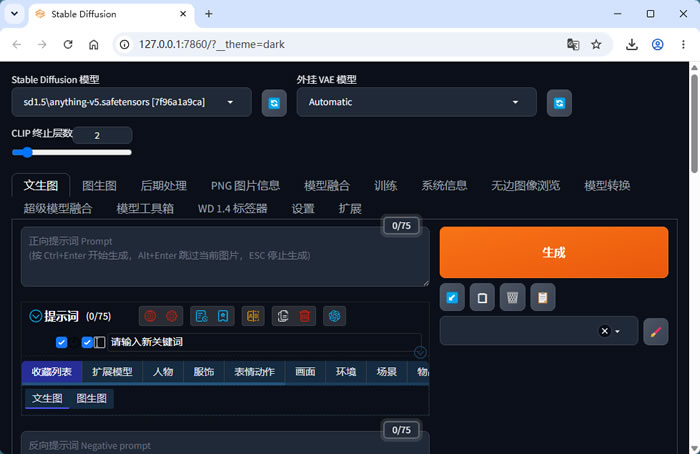 Stable Diffusion
127.0.0.1:7860/?__theme=dark
Stable Diffusion 模型
外挂 VAE 模型
sd1.5\anything-v5.safetensors [7f96a1a9ca]
Automatic
CLIP 终止层数
2
文生图 图生图 后期处理 PNG 图片信息 模型融合 训练 系统信息 无边图像浏览 模型转换
超级模型融合 模型工具箱 WD 1.4 标签器 设置 扩展
0/75
正向提示词 Prompt
(按 Ctrl+Enter 开始生成，Alt+Enter 跳过当前图片，ESC 停止生成)
生成
提示词 (0/75)
请输入新关键词
收藏列表 扩展模型 人物 服饰 表情动作 画面 环境 场景 物
文生图 图生图
0/75
反向提示词 Negative prompt